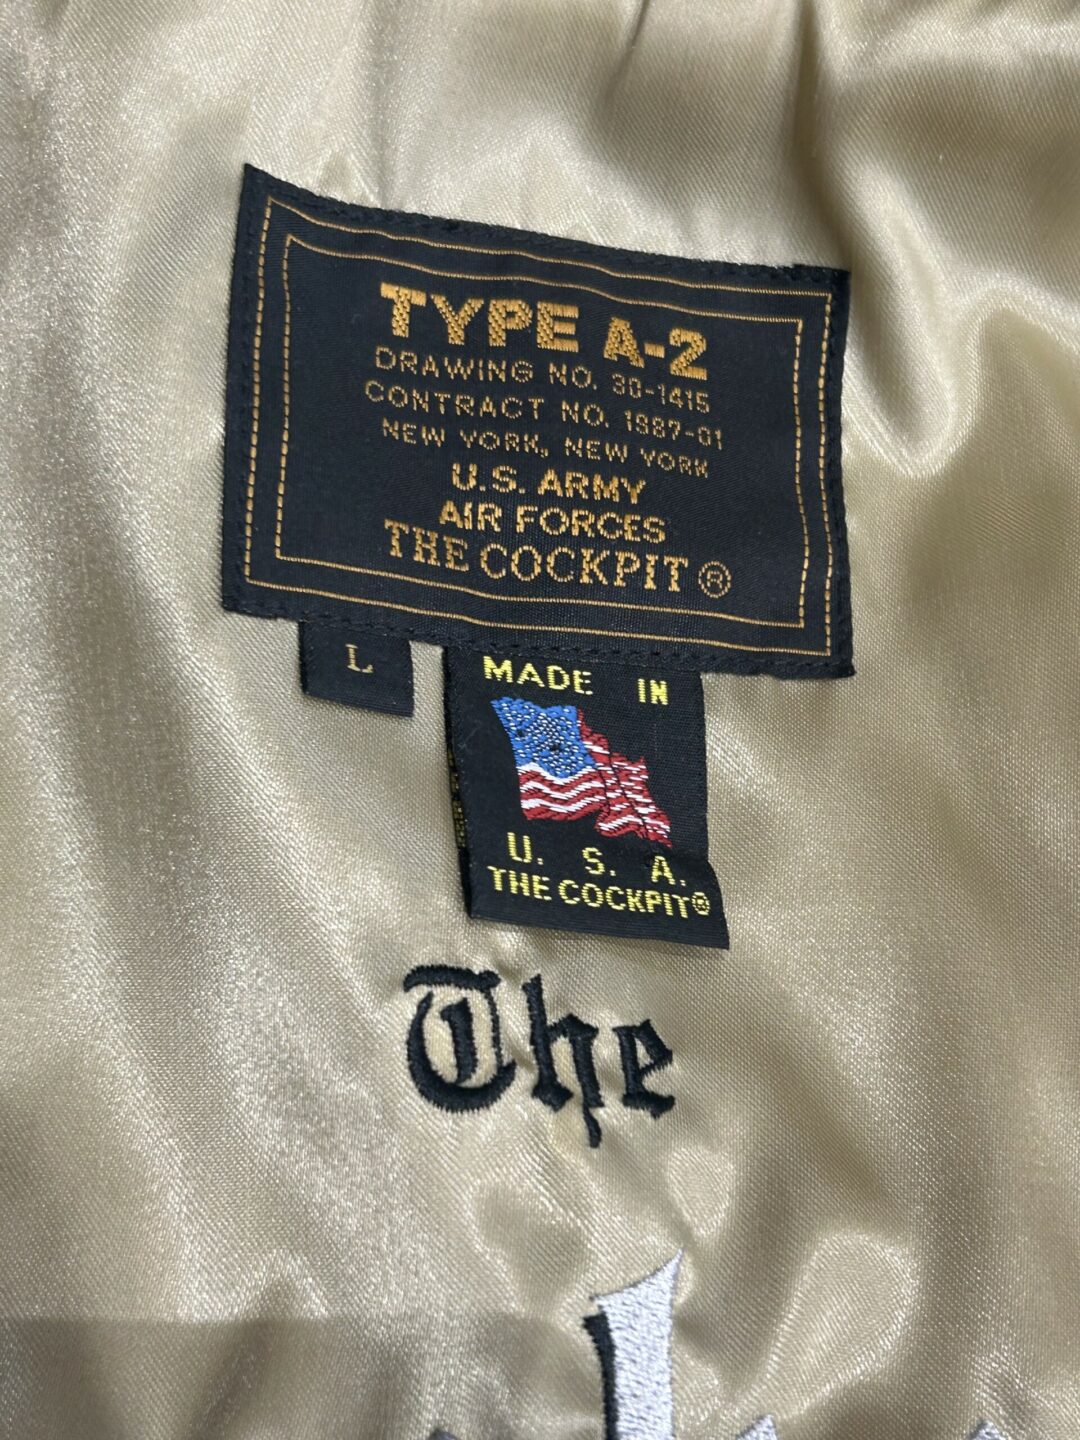 TYPE A-2
DRAWING NO. 30-1415
CONTRACT NO. 1987-01
NEW YORK, NEW YORK
U.S. ARMY
AIR FORCES
THE COCKPIT ®
L
MADE IN
U. S. A.
THE COCKPIT®
The